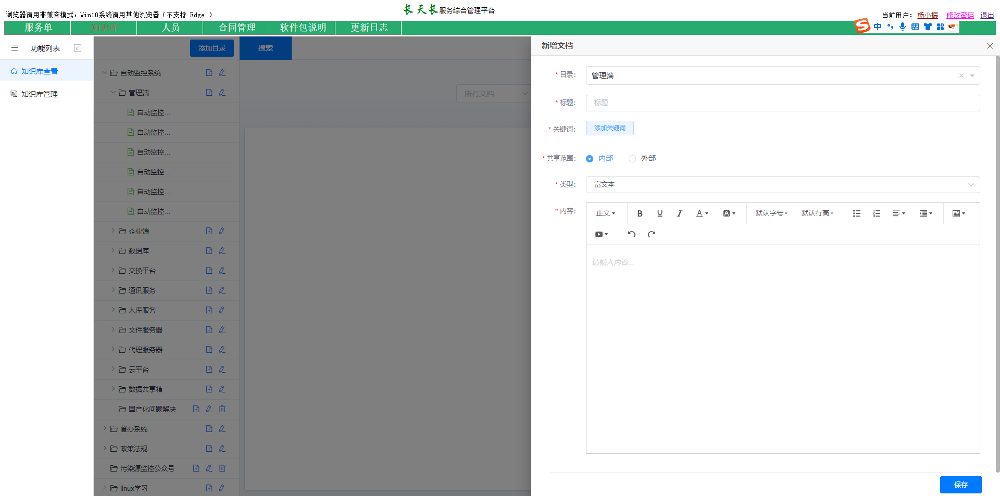 浏览器请用非兼容模式，Win10系统请用其他浏览器（不支持 Edge ）
长天长服务综合管理平台
当前用户： 杨小振 修改密码 退出
服务单 知识库 人员 合同管理 软件包说明 更新日志
中
功能列表
知识库查看
知识库管理
添加目录
搜索
自动监控系统
管理端
自动监控...
自动监控...
自动监控...
自动监控...
自动监控...
自动监控...
企业端
数据库
交换平台
通讯服务
入库服务
文件服务器
代理服务器
云平台
数据共享箱
国产化问题解决
督办系统
政策法规
污染源监控公众号
linux学习
所有文档
新增文档
* 目录： 管理端
* 标题： 标题
* 关键词： 添加关键词
* 共享范围： 内部 外部
* 类型： 富文本
* 内容： 正文 B U I A A 默认字号 默认行高
请输入内容...
保存